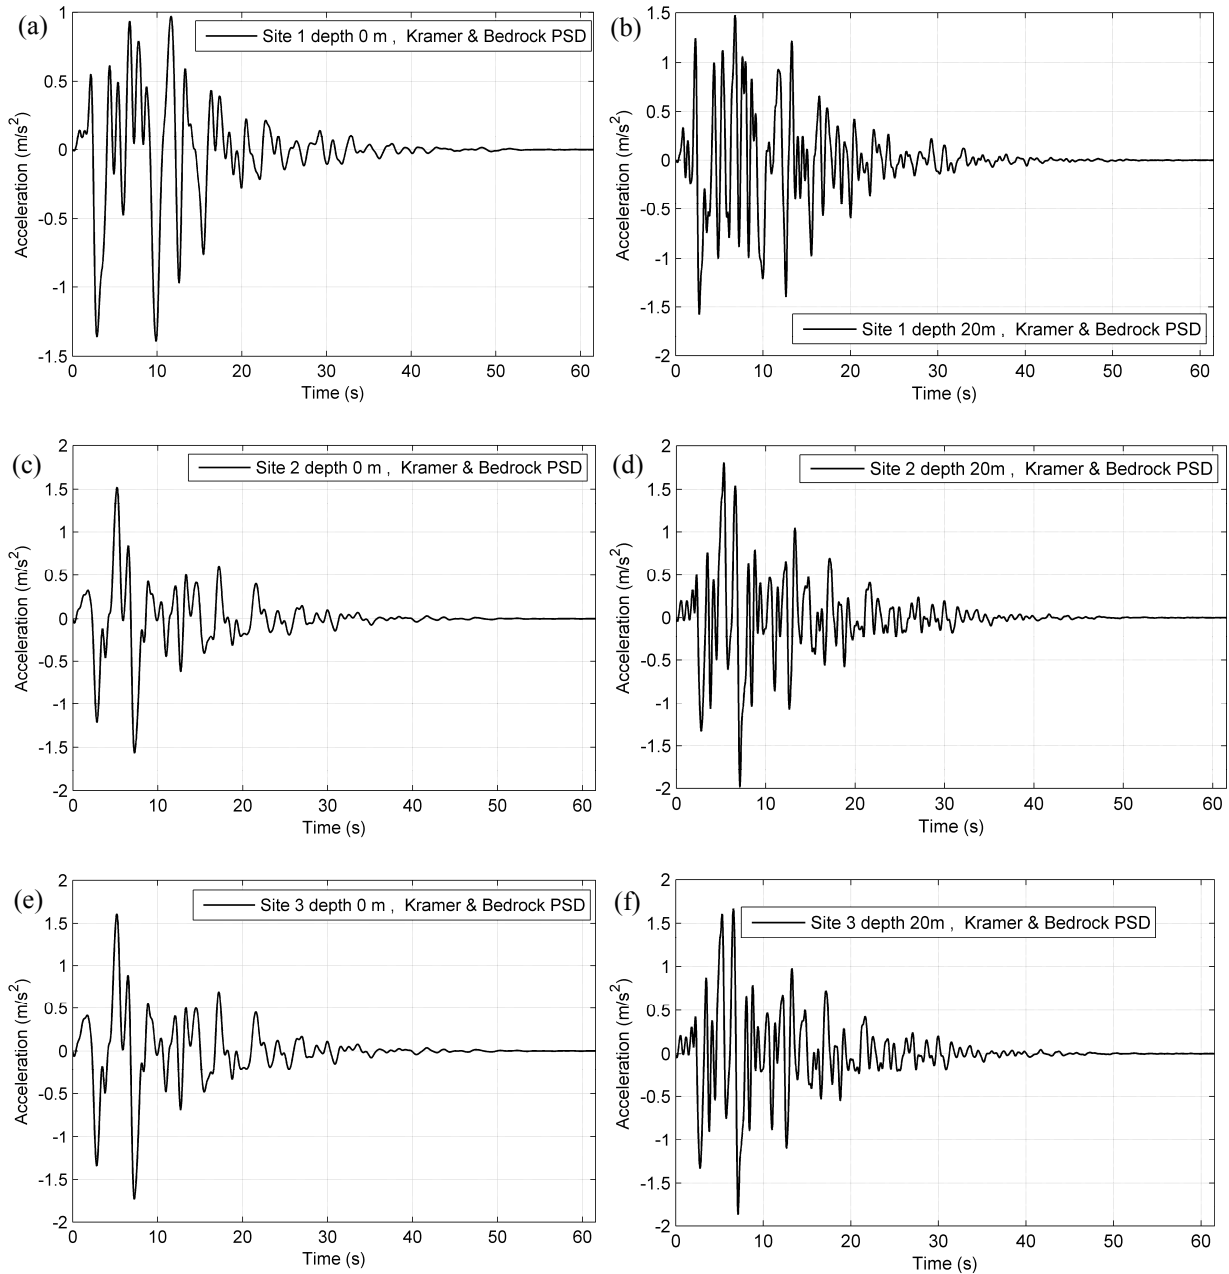 (a)
Site 1 depth 0 m , Kramer & Bedrock PSD
1
0.5
0
-0.5
-1
-1.5
Acceleration (m/s²)
0 10 20 30 40 50 60
Time (s)
(b)
Site 1 depth 20m , Kramer & Bedrock PSD
1.5
1
0.5
0
-0.5
-1
-1.5
-2
Acceleration (m/s²)
0 10 20 30 40 50 60
Time (s)
(c)
Site 2 depth 0 m , Kramer & Bedrock PSD
2
1.5
1
0.5
0
-0.5
-1
-1.5
-2
Acceleration (m/s²)
0 10 20 30 40 50 60
Time (s)
(d)
Site 2 depth 20m , Kramer & Bedrock PSD
2
1.5
1
0.5
0
-0.5
-1
-1.5
-2
Acceleration (m/s²)
0 10 20 30 40 50 60
Time (s)
(e)
Site 3 depth 0 m , Kramer & Bedrock PSD
2
1.5
1
0.5
0
-0.5
-1
-1.5
-2
Acceleration (m/s²)
0 10 20 30 40 50 60
Time (s)
(f)
Site 3 depth 20m , Kramer & Bedrock PSD
2
1.5
1
0.5
0
-0.5
-1
-1.5
-2
Acceleration (m/s²)
0 10 20 30 40 50 60
Time (s)